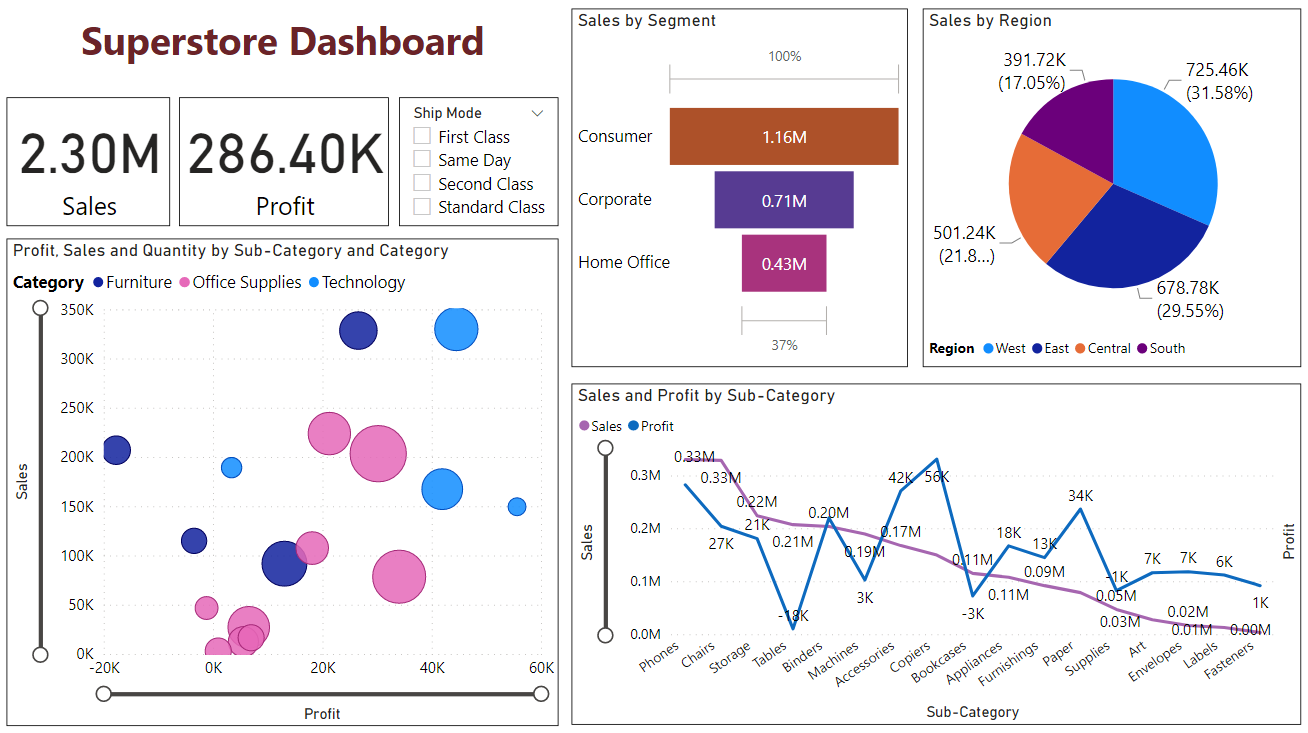 Superstore Dashboard
2.30M
Sales
286.40K
Profit
Ship Mode
First Class
Same Day
Second Class
Standard Class
Profit, Sales and Quantity by Sub-Category and Category
Category Furniture Office Supplies Technology
350K
300K
250K
200K
150K
100K
50K
0K
Sales
-20K 0K 20K 40K 60K
Profit
Sales by Segment
100%
Consumer 1.16M
Corporate 0.71M
Home Office 0.43M
37%
Sales by Region
391.72K
(17.05%)
725.46K
(31.58%)
501.24K
(21.8...)
678.78K
(29.55%)
Region West East Central South
Sales and Profit by Sub-Category
Sales Profit
Sales
0.3M
0.2M
0.1M
0.0M
0.33M
0.33M
0.22M
0.21M
0.20M
0.19M
0.17M
0.11M
0.11M
0.09M
0.05M
0.03M
0.02M
0.01M
0.00M
27K
21K
-18K
3K
42K
56K
-3K
18K
13K
34K
-1K
7K
7K
6K
1K
Profit
Phones Chairs Storage Tables Binders Machines Accessories Copiers Bookcases Appliances Furnishings Paper Supplies Art Envelopes Labels Fasteners
Sub-Category